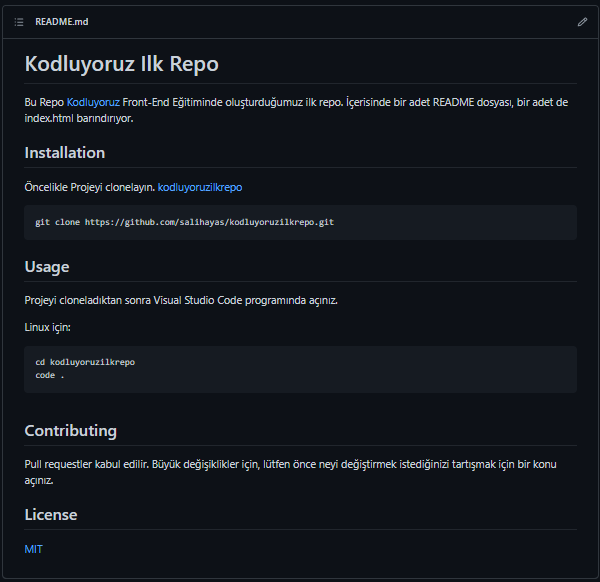 README.md
Kodluyoruz Ilk Repo
Bu Repo Kodluyoruz Front-End Eğitiminde oluşturduğumuz ilk repo. İçerisinde bir adet README dosyası, bir adet de
index.html barındırıyor.
Installation
Öncelikle Projeyi clonelayın. kodluyoruzilkrepo
git clone https://github.com/salihayas/kodluyoruzilkrepo.git
Usage
Projeyi cloneladıktan sonra Visual Studio Code programında açınız.
Linux için:
cd kodluyoruzilkrepo
code .
Contributing
Pull requestler kabul edilir. Büyük değişiklikler için, lütfen önce neyi değiştirmek istediğinizi tartışmak için bir konu
açınız.
License
MIT